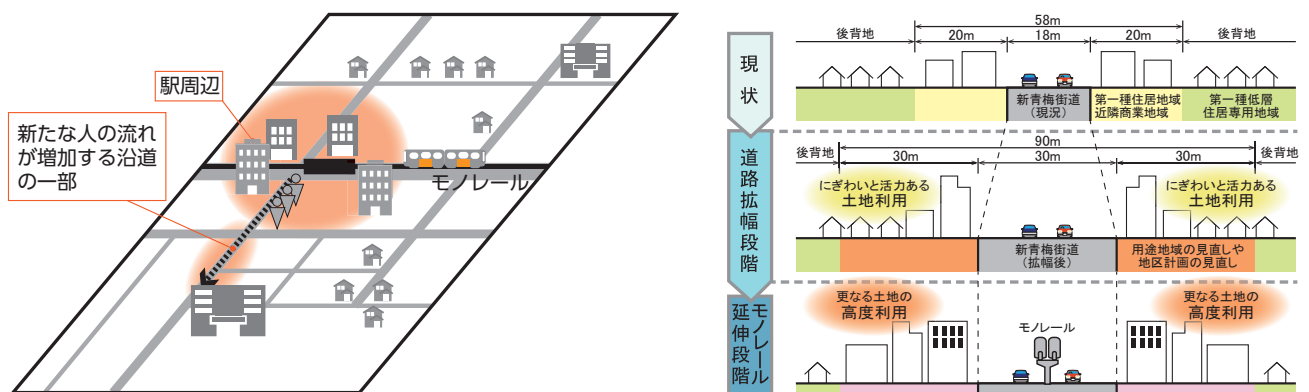 駅周辺
新たな人の流れ
が増加する沿道
の一部
モノレール
現状
58m
後背地
20m
18m
20m
後背地
新青梅街道
（現況）
第一種住居地域
近隣商業地域
第一種低層
住居専用地域
道路拡幅段階
90m
後背地
30m
30m
30m
後背地
にぎわいと活力ある
土地利用
にぎわいと活力ある
土地利用
新青梅街道
（拡幅後）
用途地域の見直しや
地区計画の見直し
モノレール
延伸段階
更なる土地の
高度利用
モノレール
更なる土地の
高度利用